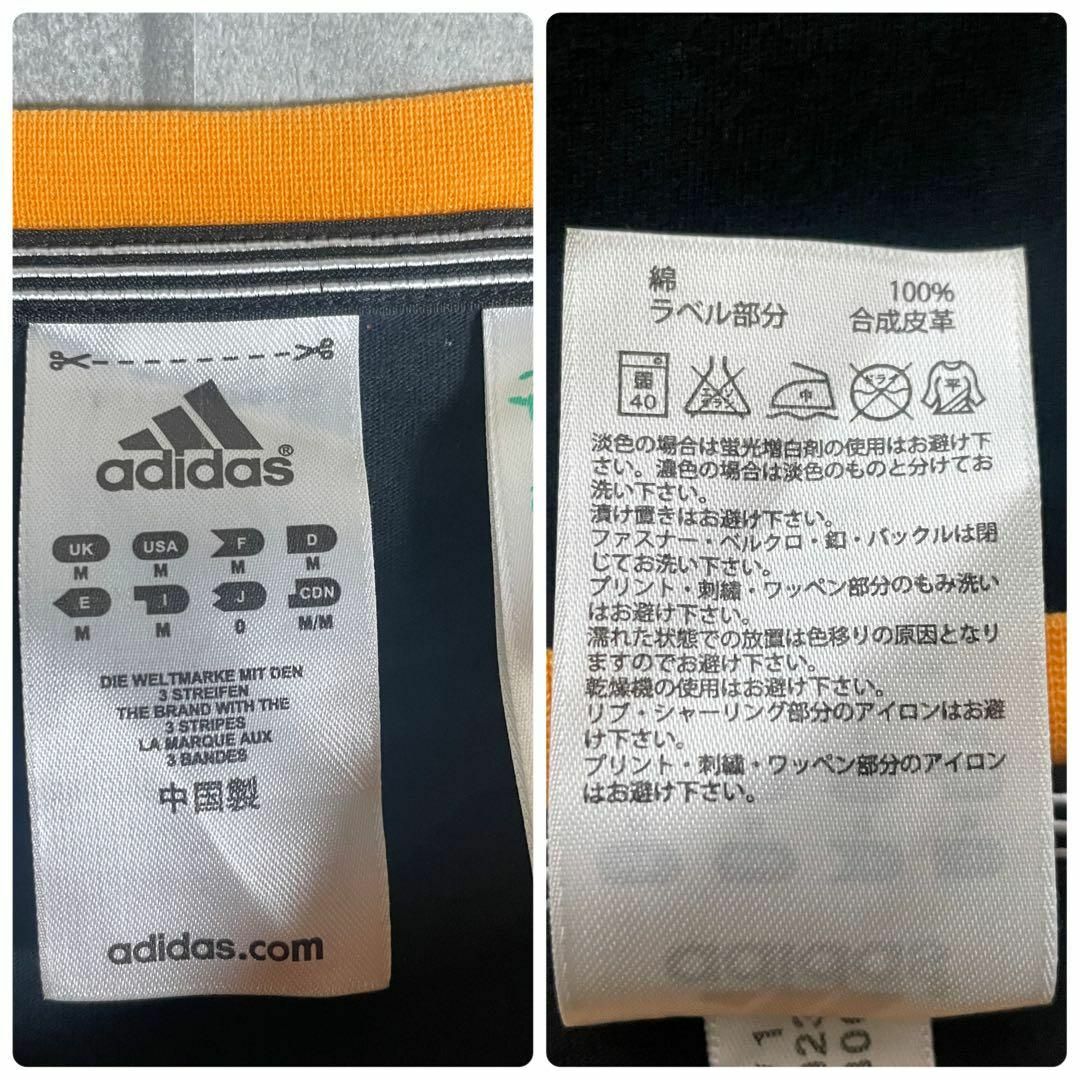 adidas®
UK USA F D
M M M M
E I J CDN
M M O M/M
DIE WELTMARKE MIT DEN
3 STREIFEN
THE BRAND WITH THE
3 STRIPES
LA MARQUE AUX
3 BANDES
中国製
adidas.com
綿 100%
ラベル部分 合成皮革
弱 40 エンソサラシ 中 ドライ 平
淡色の場合は蛍光増白剤の使用はお避け下
さい。濃色の場合は淡色のものと分けてお
洗い下さい。
漬け置きはお避け下さい。
ファスナー・ベルクロ・釦・バックルは閉
じてお洗い下さい。
プリント・刺繍・ワッペン部分のもみ洗い
はお避け下さい。
濡れた状態での放置は色移りの原因となり
ますのでお避け下さい。
乾燥機の使用はお避け下さい。
リブ・シャーリング部分のアイロンはお避
け下さい。
プリント・刺繍・ワッペン部分のアイロン
はお避け下さい。